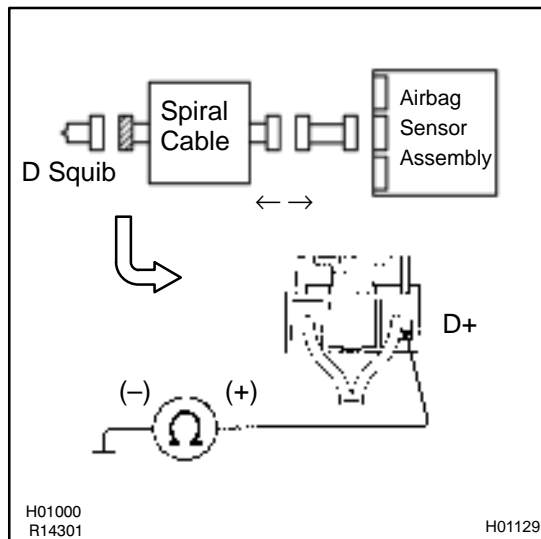 Spiral
Cable
Airbag
Sensor
Assembly
D Squib
← →
D+
(–) (+)
Ω
H01000
R14301
H01129